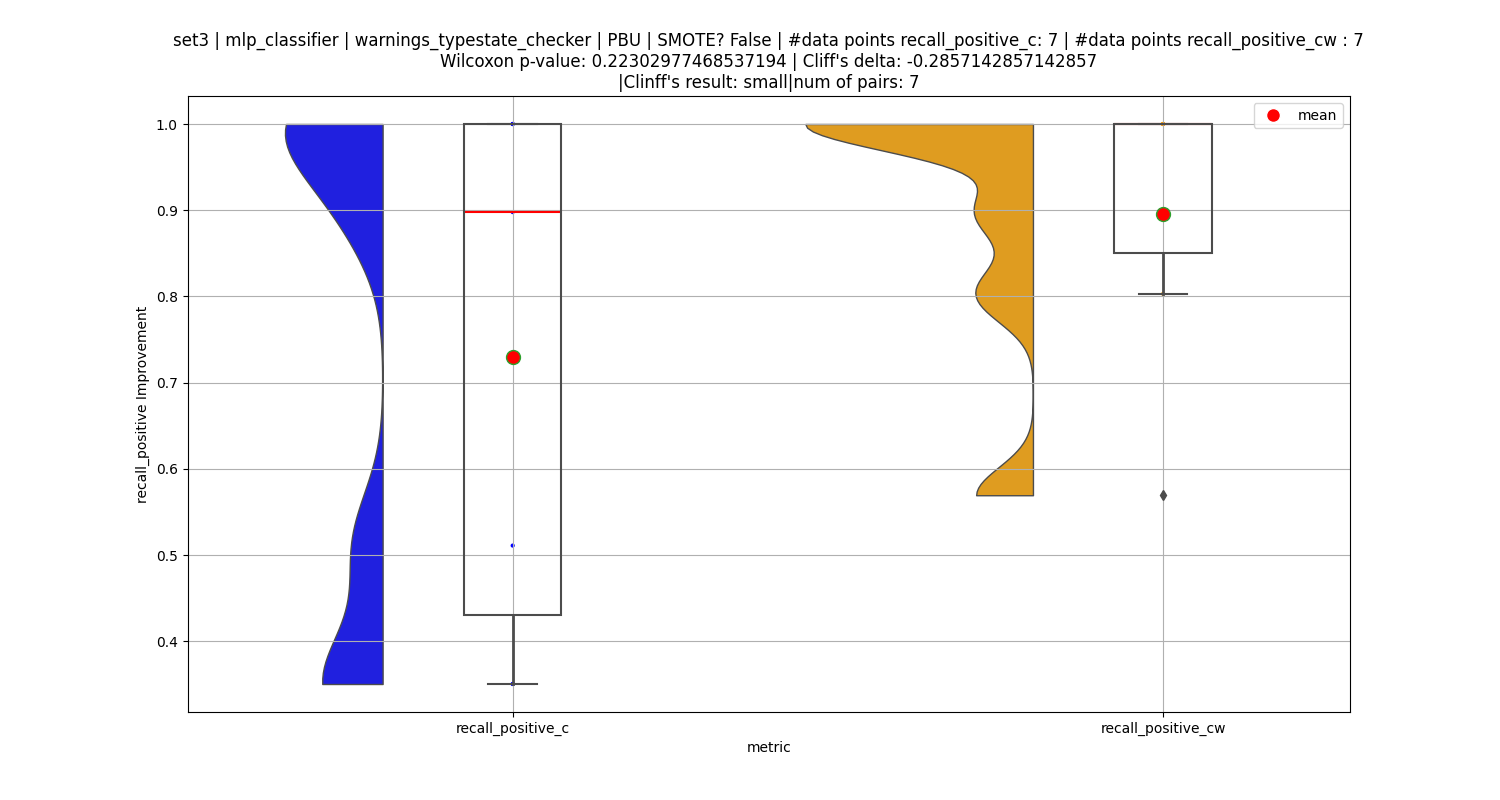 set3 | mlp_classifier | warnings_typestate_checker | PBU | SMOTE? False | #data points recall_positive_c: 7 | #data points recall_positive_cw : 7
Wilcoxon p-value: 0.22302977468537194 | Cliff's delta: -0.2857142857142857
|Clinff's result: small|num of pairs: 7
mean
1.0
0.9
0.8
0.7
0.6
0.5
0.4
recall_positive Improvement
recall_positive_c
recall_positive_cw
metric